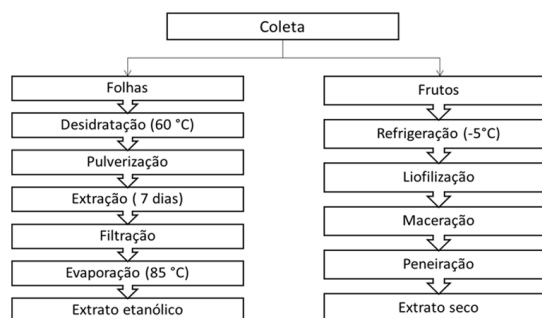 Coleta
Folhas
Desidratação (60 °C)
Pulverização
Extração ( 7 dias)
Filtração
Evaporação (85 °C)
Extrato etanólico
Frutos
Refrigeração (-5°C)
Liofilização
Maceração
Peneiração
Extrato seco